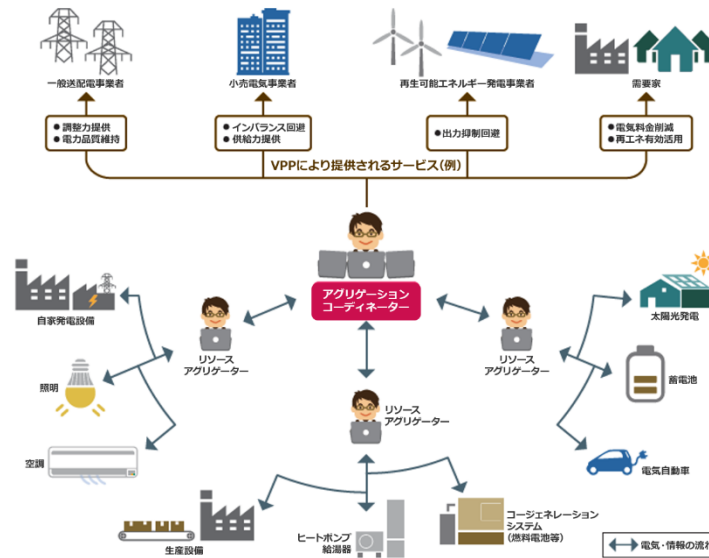 一般送配電事業者
小売電気事業者
再生可能エネルギー発電事業者
需要家
●調整力提供
●電力品質維持
●インバランス回避
●供給力提供
●出力抑制回避
●電気料金削減
●再エネ有効活用
VPPにより提供されるサービス(例)
アグリゲーション
コーディネーター
自家発電設備
リソース
アグリゲーター
リソース
アグリゲーター
太陽光発電
照明
蓄電池
リソース
アグリゲーター
空調
電気自動車
生産設備
ヒートポンプ
給湯器
コージェネレーション
システム
(燃料電池等)
電気・情報の流れ